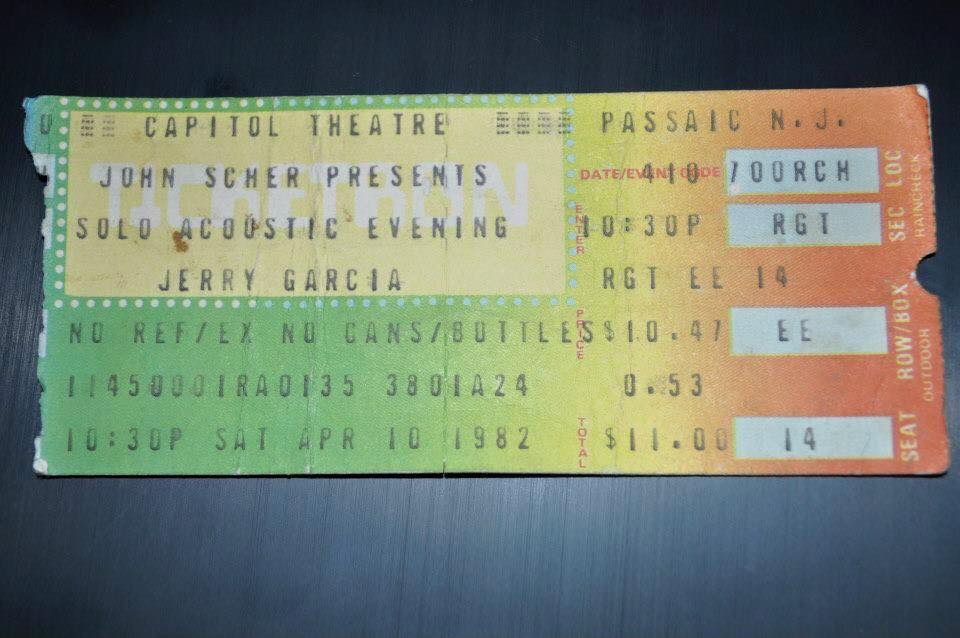 CAPITOL THEATRE PASSAIC N.J.
TICKETRON
JOHN SCHER PRESENTS DATE/EVENT CODE 410 /00RCH LOC
RAINCHECK
SOLO ACOUSTIC EVENING ENTER 10:30P RGT SEC
JERRY GARCIA RGT EE 14
NO REF/EX NO CANS/BOTTLES PRICE $10.47 EE ROW/BOX
OUTDOOR
11450001RA0135 3801A24 0.53
10:30P SAT APR 10 1982 TOTAL $11.00 14 SEAT